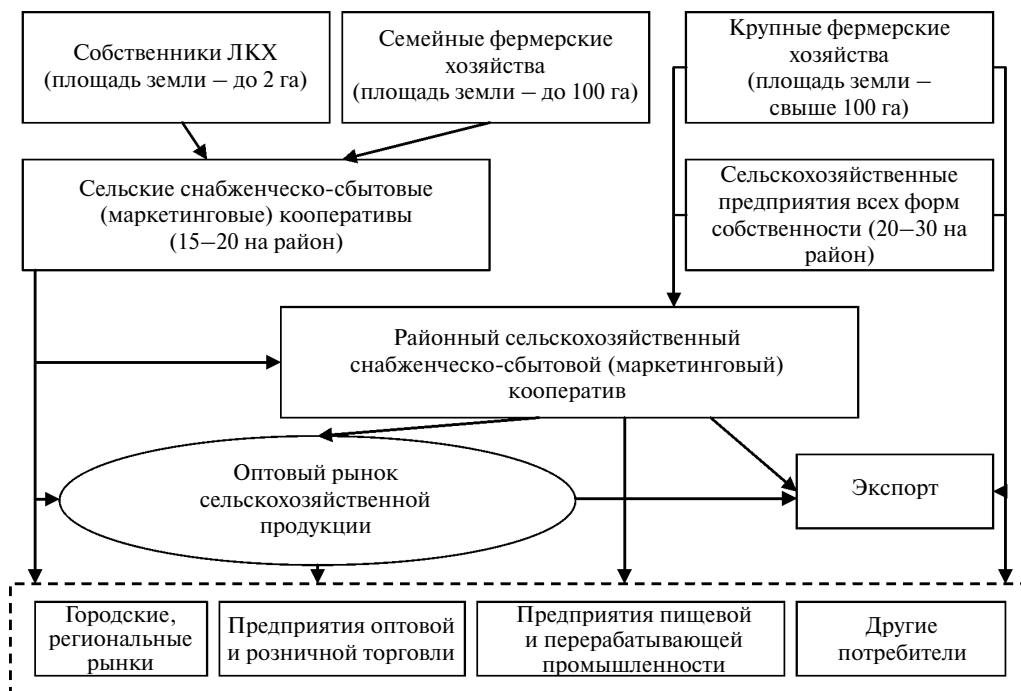 Собственники ЛКХ
(площадь земли – до 2 га)
Семейные фермерские
хозяйства
(площадь земли – до 100 га)
Крупные фермерские
хозяйства
(площадь земли –
свыше 100 га)
Сельские снабженческо-сбытовые
(маркетинговые) кооперативы
(15–20 на район)
Сельскохозяйственные
предприятия всех форм
собственности (20–30 на
район)
Районный сельскохозяйственный
снабженческо-сбытовой (маркетинговый)
кооператив
Оптовый рынок
сельскохозяйственной
продукции
Экспорт
Городские,
региональные
рынки
Предприятия оптовой
и розничной торговли
Предприятия пищевой
и перерабатывающей
промышленности
Другие
потребители